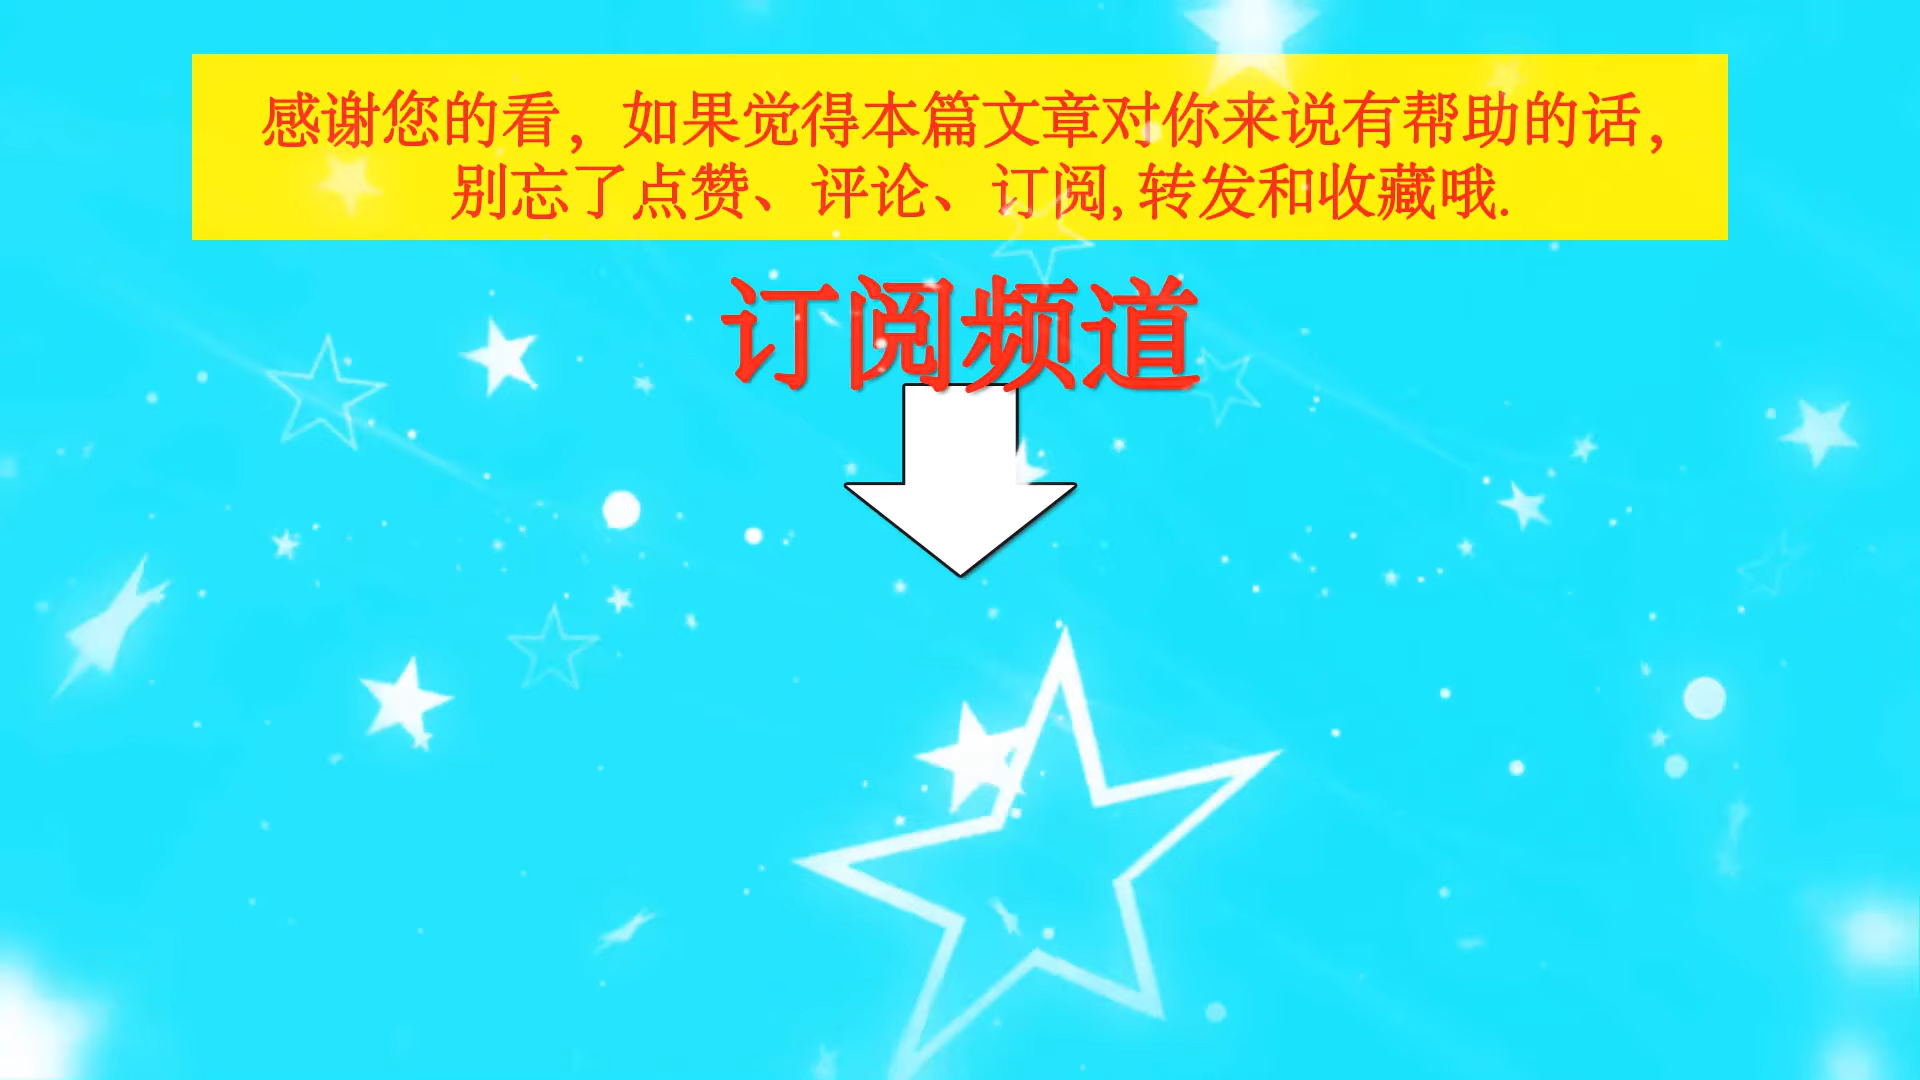 感谢您的看，如果觉得本篇文章对你来说有帮助的话，
别忘了点赞、评论、订阅,转发和收藏哦.
订阅频道